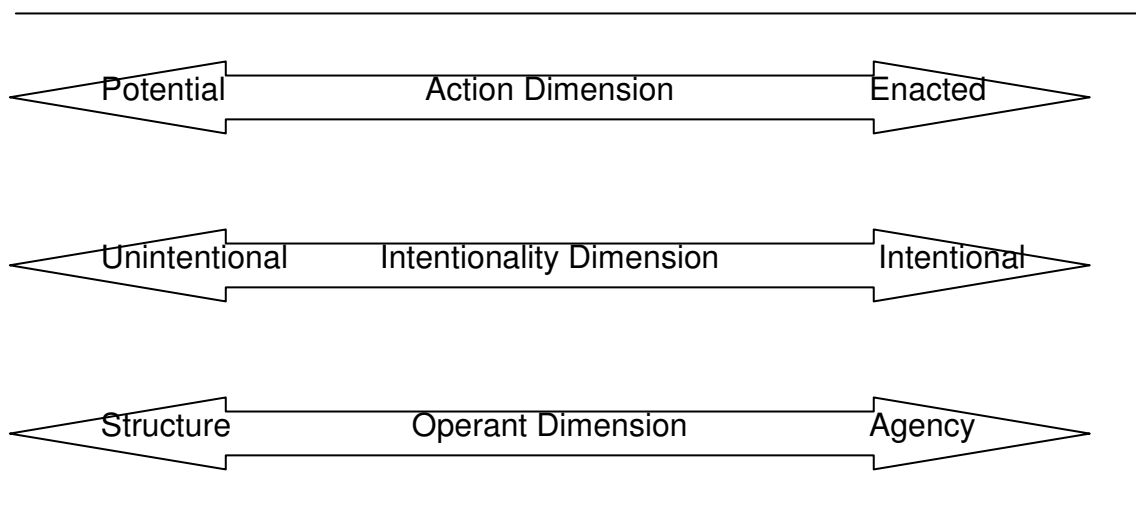 Potential Action Dimension Enacted
Unintentional Intentionality Dimension Intentional
Structure Operant Dimension Agency